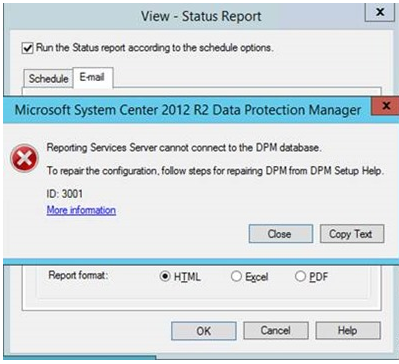 View - Status Report
x
Run the Status report according to the schedule options.
Schedule E-mail
Microsoft System Center 2012 R2 Data Protection Manager
x
Reporting Services Server cannot connect to the DPM database.
To repair the configuration, follow steps for repairing DPM from DPM Setup Help.
ID: 3001
More information
Close Copy Text
Report format: HTML Excel PDF
OK Cancel Help